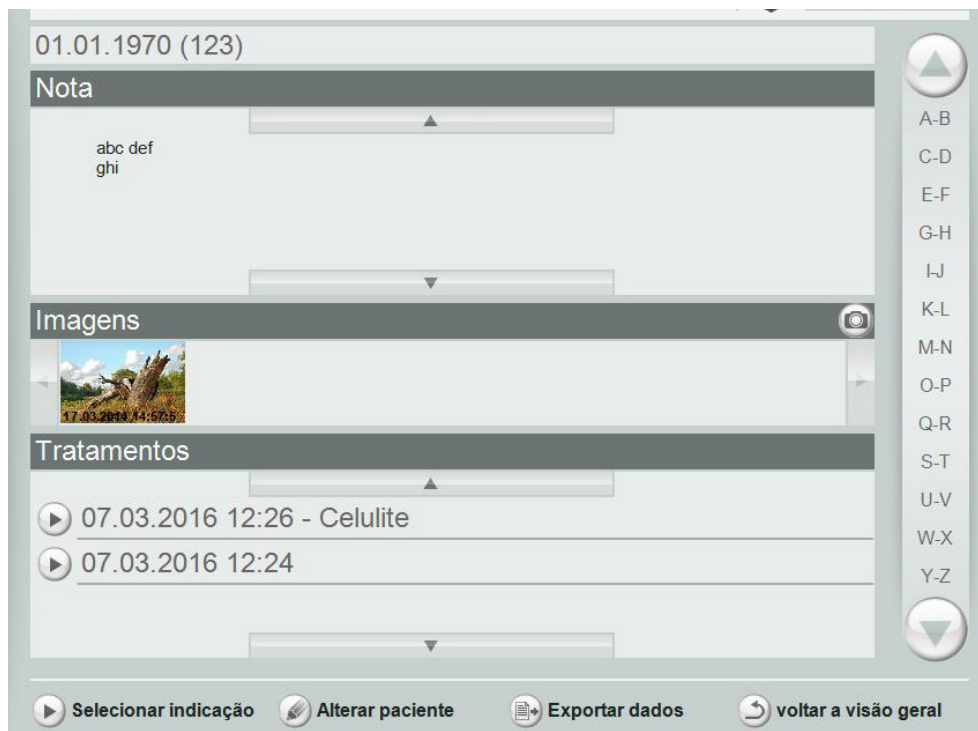 01.01.1970 (123)
Nota
abc def
ghi
Imagens
17.03.2014 14:57:5
Tratamentos
07.03.2016 12:26 - Celulite
07.03.2016 12:24
A-B
C-D
E-F
G-H
I-J
K-L
M-N
O-P
Q-R
S-T
U-V
W-X
Y-Z
Selecionar indicação
Alterar paciente
Exportar dados
voltar a visão geral